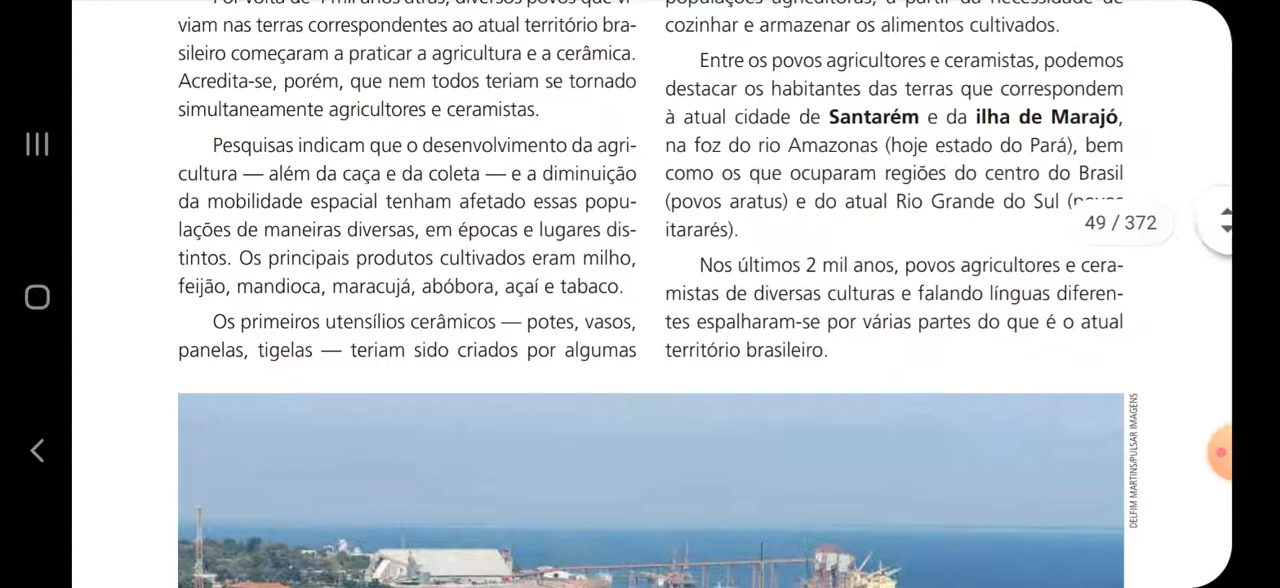 viam nas terras correspondentes ao atual território bra-
sileiro começaram a praticar a agricultura e a cerâmica.
Acredita-se, porém, que nem todos teriam se tornado
simultaneamente agricultores e ceramistas.
Pesquisas indicam que o desenvolvimento da agri-
cultura — além da caça e da coleta — e a diminuição
da mobilidade espacial tenham afetado essas popu-
lações de maneiras diversas, em épocas e lugares dis-
tintos. Os principais produtos cultivados eram milho,
feijão, mandioca, maracujá, abóbora, açaí e tabaco.
Os primeiros utensílios cerâmicos — potes, vasos,
panelas, tigelas — teriam sido criados por algumas
populações agricultoras, a partir da necessidade de
cozinhar e armazenar os alimentos cultivados.
Entre os povos agricultores e ceramistas, podemos
destacar os habitantes das terras que correspondem
à atual cidade de Santarém e da ilha de Marajó,
na foz do rio Amazonas (hoje estado do Pará), bem
como os que ocuparam regiões do centro do Brasil
(povos aratus) e do atual Rio Grande do Sul (povos
itararés).
Nos últimos 2 mil anos, povos agricultores e cera-
mistas de diversas culturas e falando línguas diferen-
tes espalharam-se por várias partes do que é o atual
território brasileiro.
49 / 372
DELFIM MARTINS/PULSAR IMAGENS